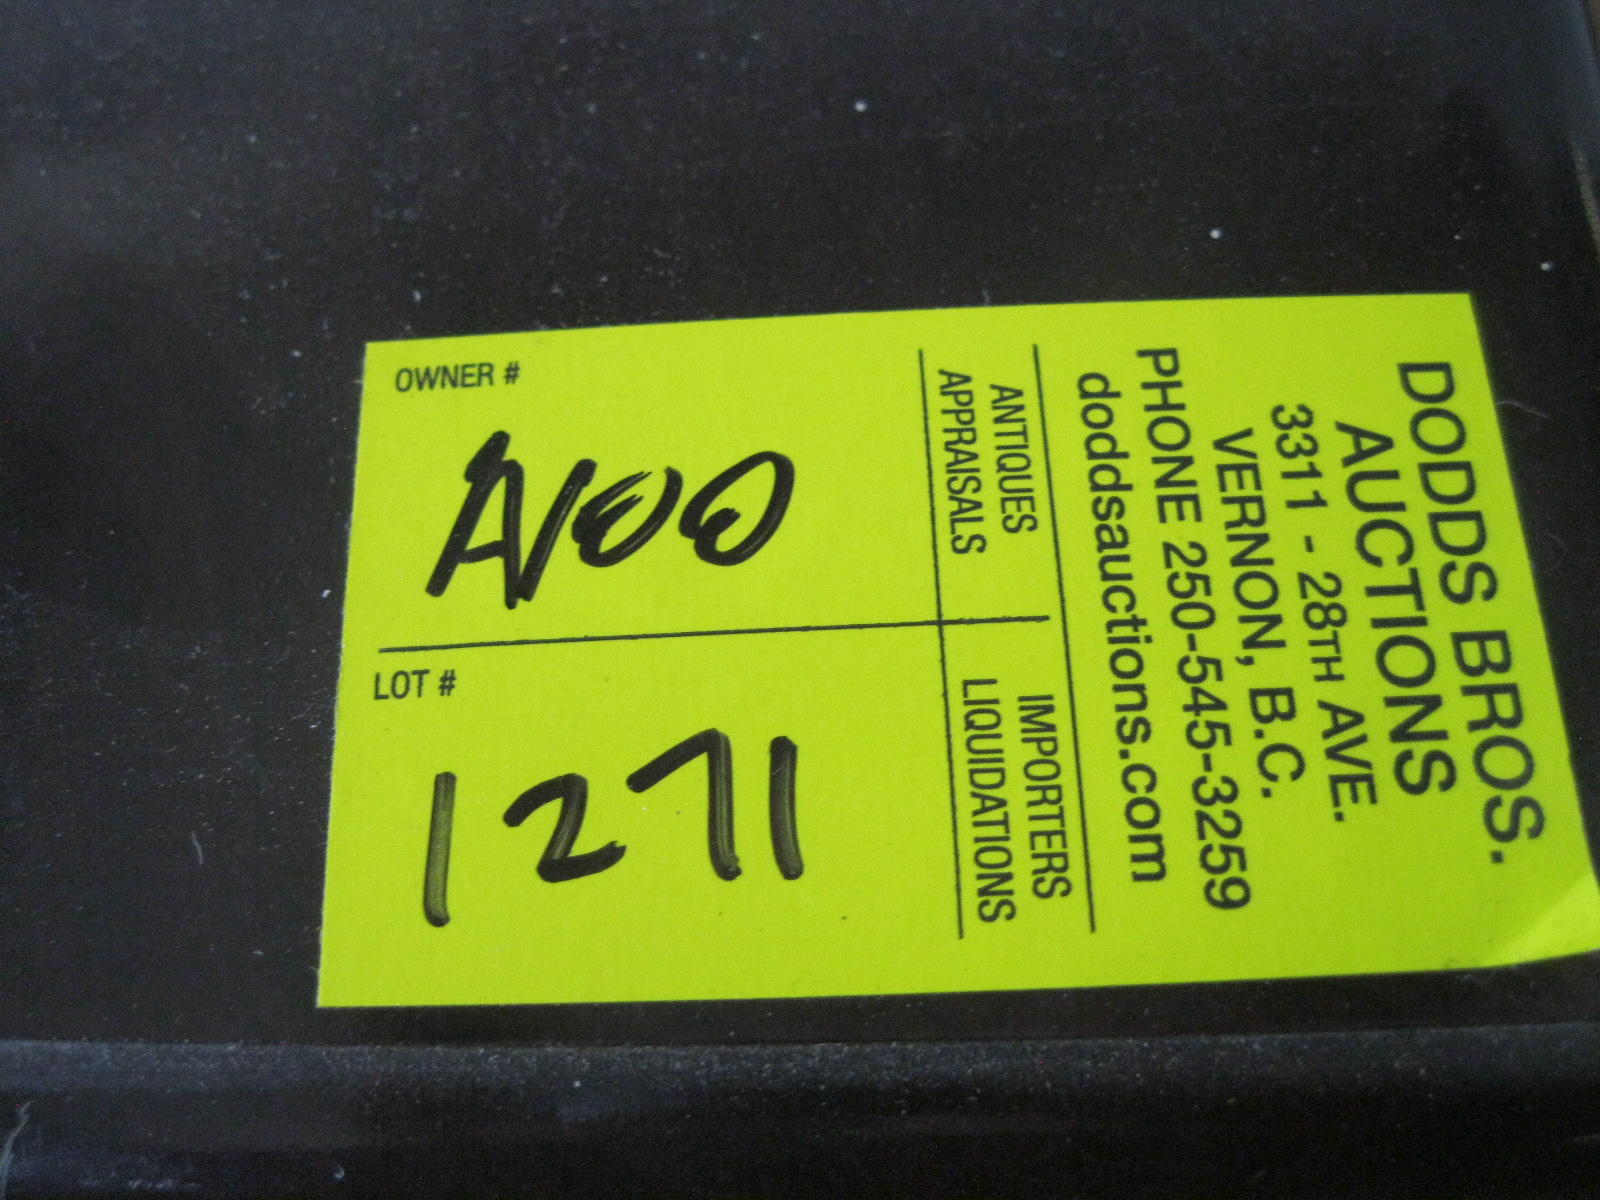 DODDS BROS.
AUCTIONS
3311 - 28TH AVE.
VERNON, B.C.
PHONE 250-545-3259
doddsauctions.com
ANTIQUES IMPORTERS
APPRAISALS LIQUIDATIONS
OWNER #
LOT #
1271